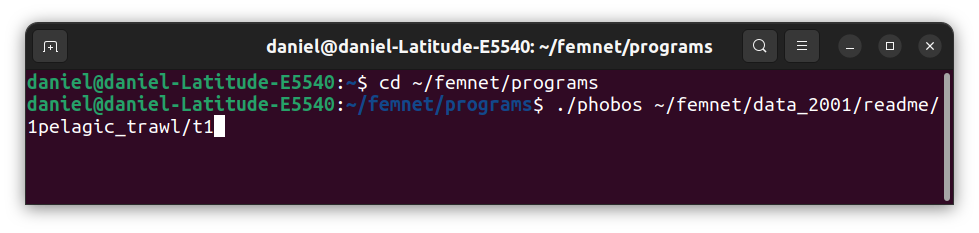 daniel@daniel-Latitude-E5540: ~/femnet/programs
daniel@daniel-Latitude-E5540:~$ cd ~/femnet/programs
daniel@daniel-Latitude-E5540:~/femnet/programs$ ./phobos ~/femnet/data_2001/readme/
1pelagic_trawl/t1